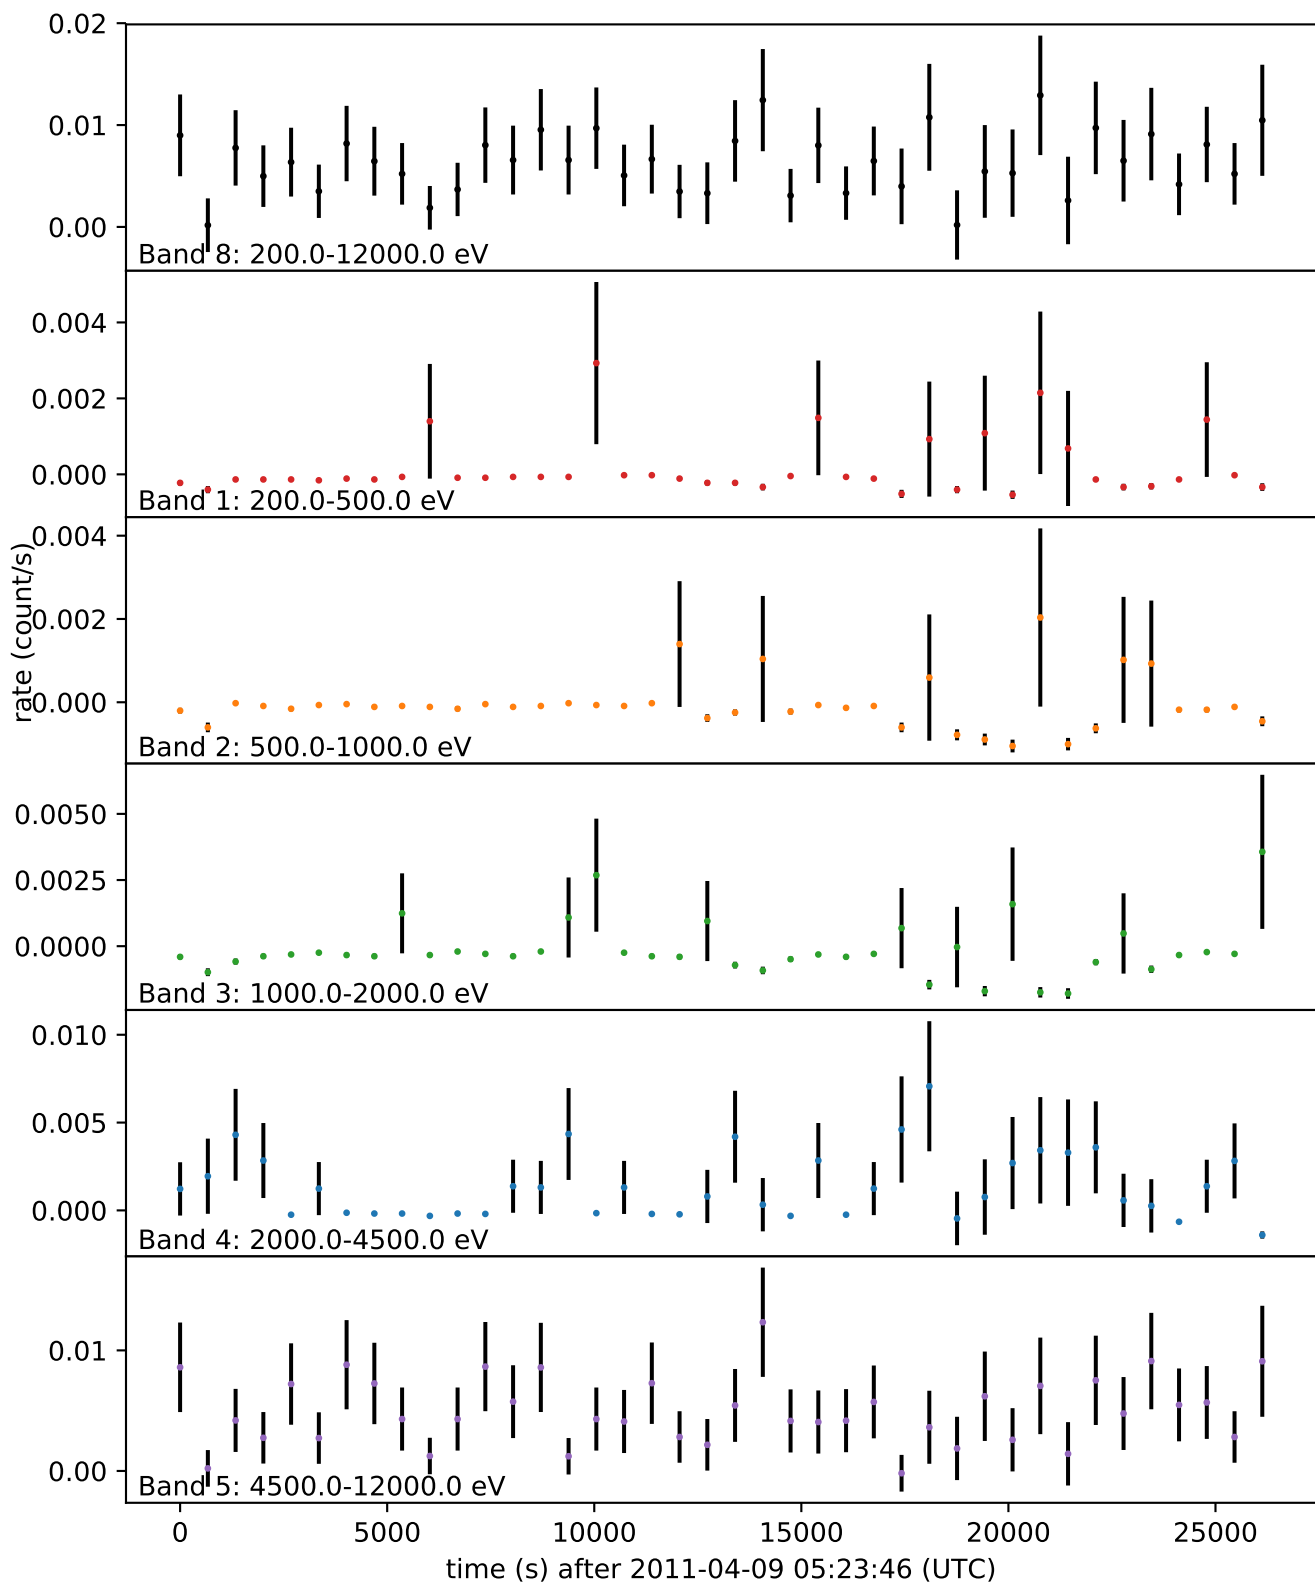 0.02
0.01
0.00
Band 8: 200.0-12000.0 eV
0.004
0.002
0.000
Band 1: 200.0-500.0 eV
rate (count/s)
0.004
0.002
0.000
Band 2: 500.0-1000.0 eV
0.0050
0.0025
0.0000
Band 3: 1000.0-2000.0 eV
0.010
0.005
0.000
Band 4: 2000.0-4500.0 eV
0.01
0.00
Band 5: 4500.0-12000.0 eV
0 5000 10000 15000 20000 25000
time (s) after 2011-04-09 05:23:46 (UTC)